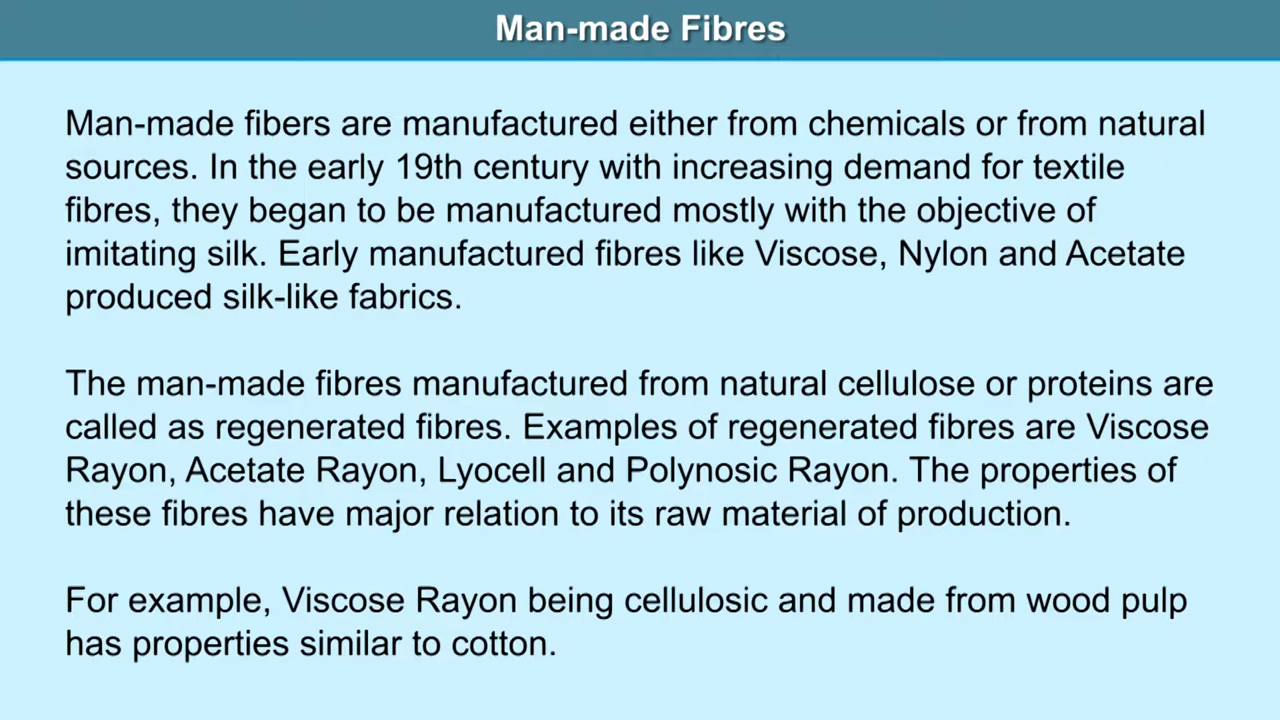 Man-made Fibres
Man-made fibers are manufactured either from chemicals or from natural
sources. In the early 19th century with increasing demand for textile
fibres, they began to be manufactured mostly with the objective of
imitating silk. Early manufactured fibres like Viscose, Nylon and Acetate
produced silk-like fabrics.
The man-made fibres manufactured from natural cellulose or proteins are
called as regenerated fibres. Examples of regenerated fibres are Viscose
Rayon, Acetate Rayon, Lyocell and Polynosic Rayon. The properties of
these fibres have major relation to its raw material of production.
For example, Viscose Rayon being cellulosic and made from wood pulp
has properties similar to cotton.